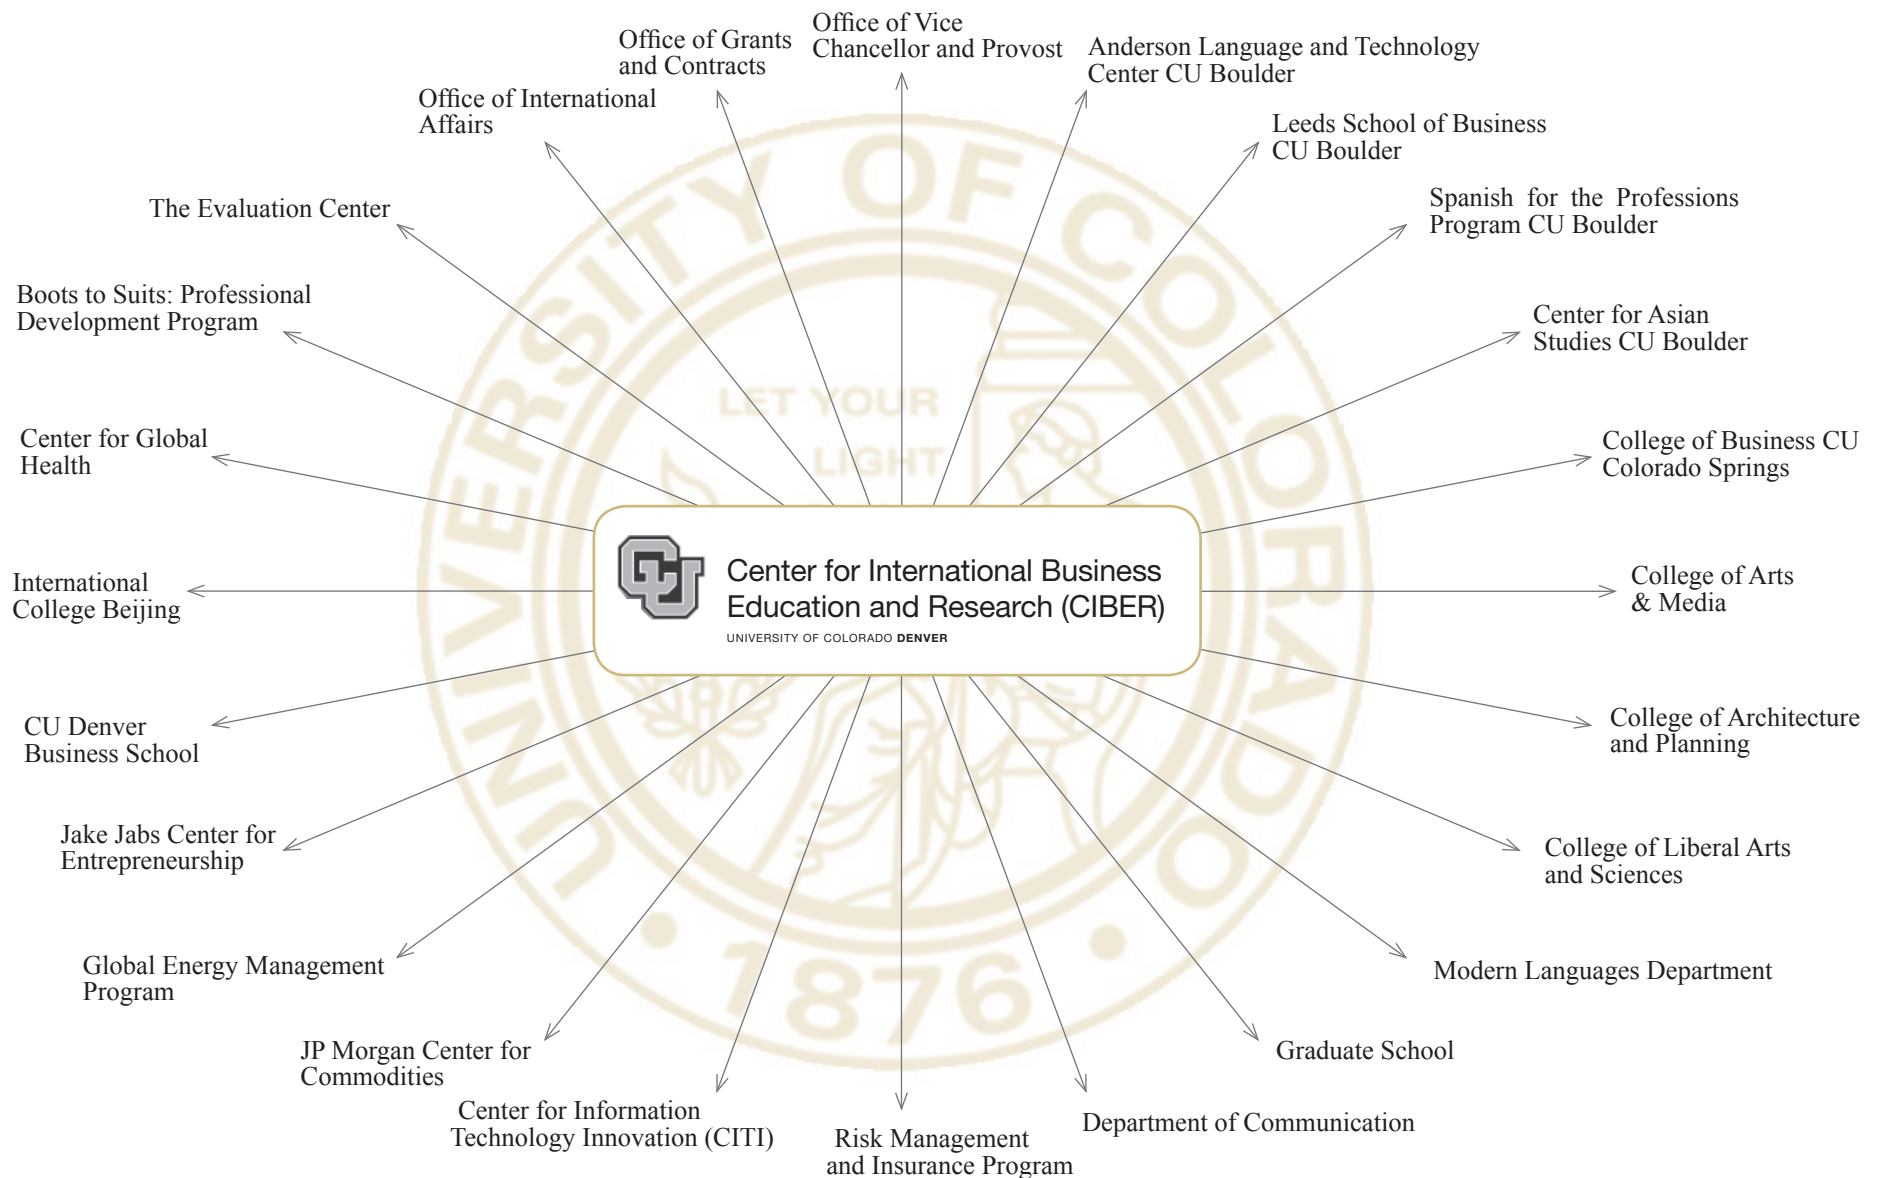 Office of Vice
Chancellor and Provost
Anderson Language and Technology
Center CU Boulder
Leeds School of Business
CU Boulder
Spanish for the Professions
Program CU Boulder
Center for Asian
Studies CU Boulder
College of Business CU
Colorado Springs
College of Arts
& Media
College of Architecture
and Planning
College of Liberal Arts
and Sciences
Modern Languages Department
Graduate School
Department of Communication
Risk Management
and Insurance Program
Center for Information
Technology Innovation (CITI)
JP Morgan Center for
Commodities
Global Energy Management
Program
Jake Jabs Center for
Entrepreneurship
CU Denver
Business School
International
College Beijing
Center for Global
Health
Boots to Suits: Professional
Development Program
The Evaluation Center
Office of International
Affairs
Office of Grants
and Contracts
CU
Center for International Business
Education and Research (CIBER)
UNIVERSITY OF COLORADO DENVER
UNIVERSITY OF COLORADO
LET YOUR
LIGHT
1876